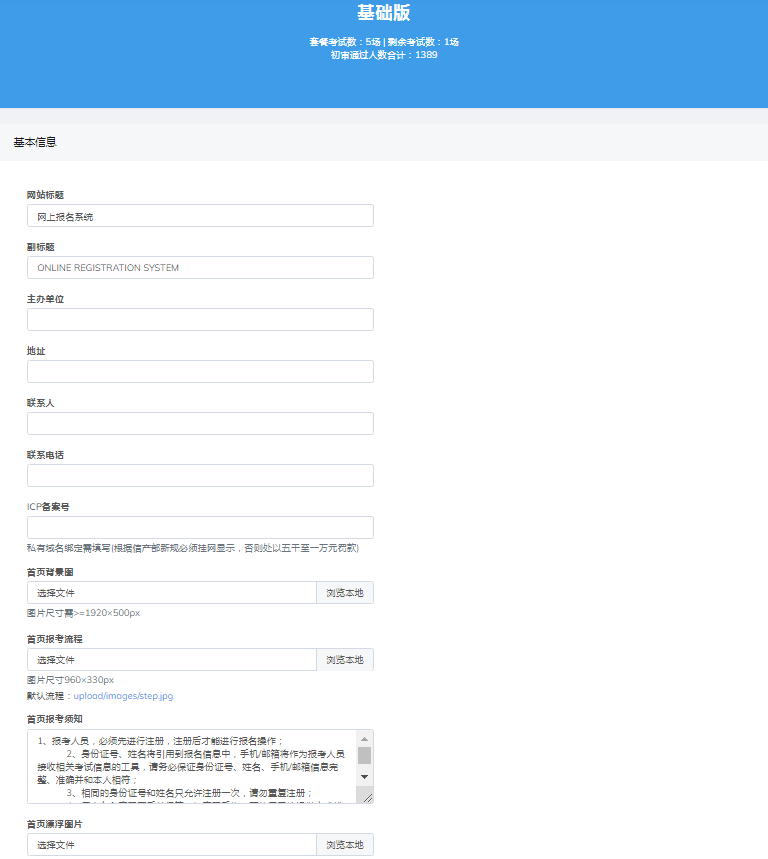 基础版
套餐考试数：5场 | 剩余考试数：1场
初审通过人数合计：1389
基本信息
网站标题
网上报名系统
副标题
ONLINE REGISTRATION SYSTEM
主办单位
地址
联系人
联系电话
ICP备案号
私有域名绑定需填写(根据信产部新规必须挂网显示，否则处以五千至一万元罚款)
首页背景图
选择文件 浏览本地
图片尺寸需>=1920×500px
首页报考流程
选择文件 浏览本地
图片尺寸960×330px
默认流程：upload/images/step.jpg
首页报考须知
1、报考人员，必须先进行注册，注册后才能进行报名操作；
2、身份证号、姓名将引用到报名信息中，手机/邮箱将作为报考人员
接收相关考试信息的工具，请务必保证身份证号、姓名、手机/邮箱信息完
整、准确并和本人相符；
3、相同的身份证号和姓名只允许注册一次，请勿重复注册；
首页漂浮图片
选择文件 浏览本地